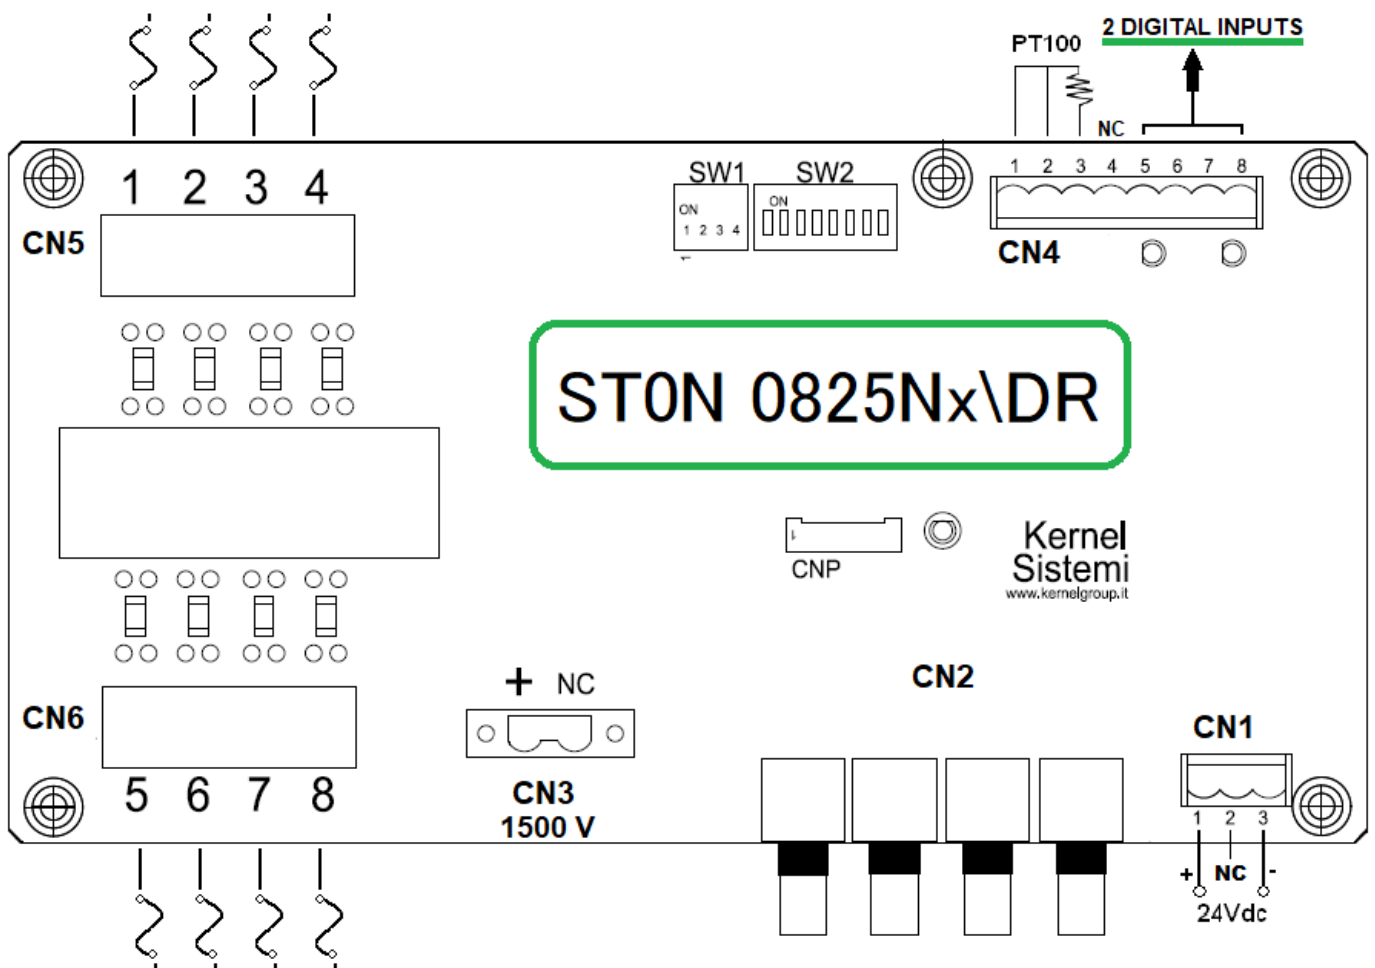 2 DIGITAL INPUTS
PT100
NC
1 2 3 4 5 6 7 8
CN4
1 2 3 4
CN5
SW1
ON
1 2 3 4
1
SW2
ON
ST0N 0825Nx\DR
1
CNP
Kernel
Sistemi
www.kernelgroup.it
CN6
5 6 7 8
+ NC
CN3
1500 V
CN2
CN1
1 2 3
+ NC -
24Vdc